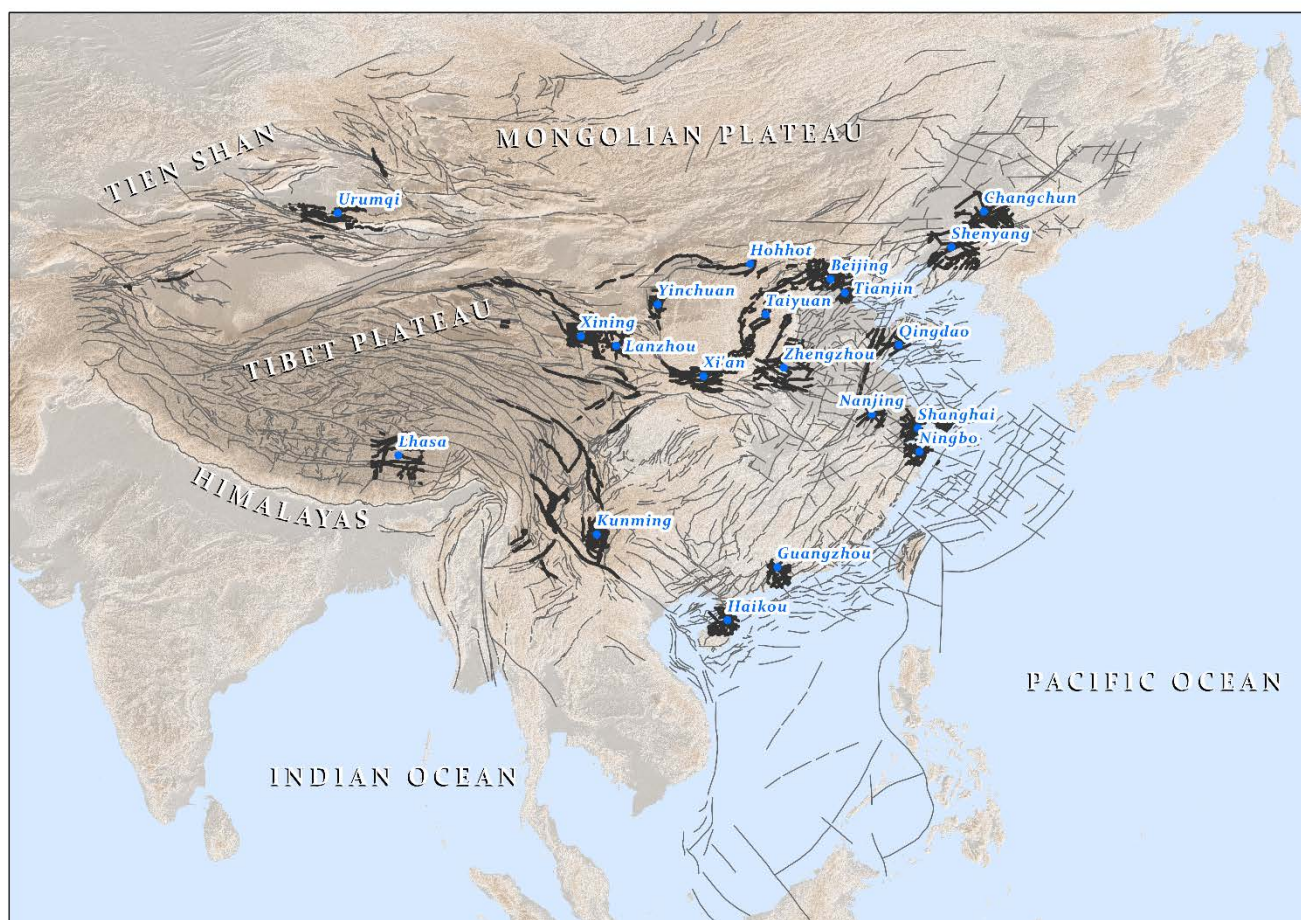 MONGOLIAN PLATEAU
TIEN SHAN
Urumqi
Changchun
Shenyang
Hohhot
Beijing
Yinchuan
Tianjin
Taiyuan
TIBET PLATEAU
Xining
Lanzhou
Qingdao
Xi'an
Zhengzhou
Nanjing
Shanghai
Ningbo
Lhasa
HIMALAYAS
Kunming
Guangzhou
Haikou
PACIFIC OCEAN
INDIAN OCEAN